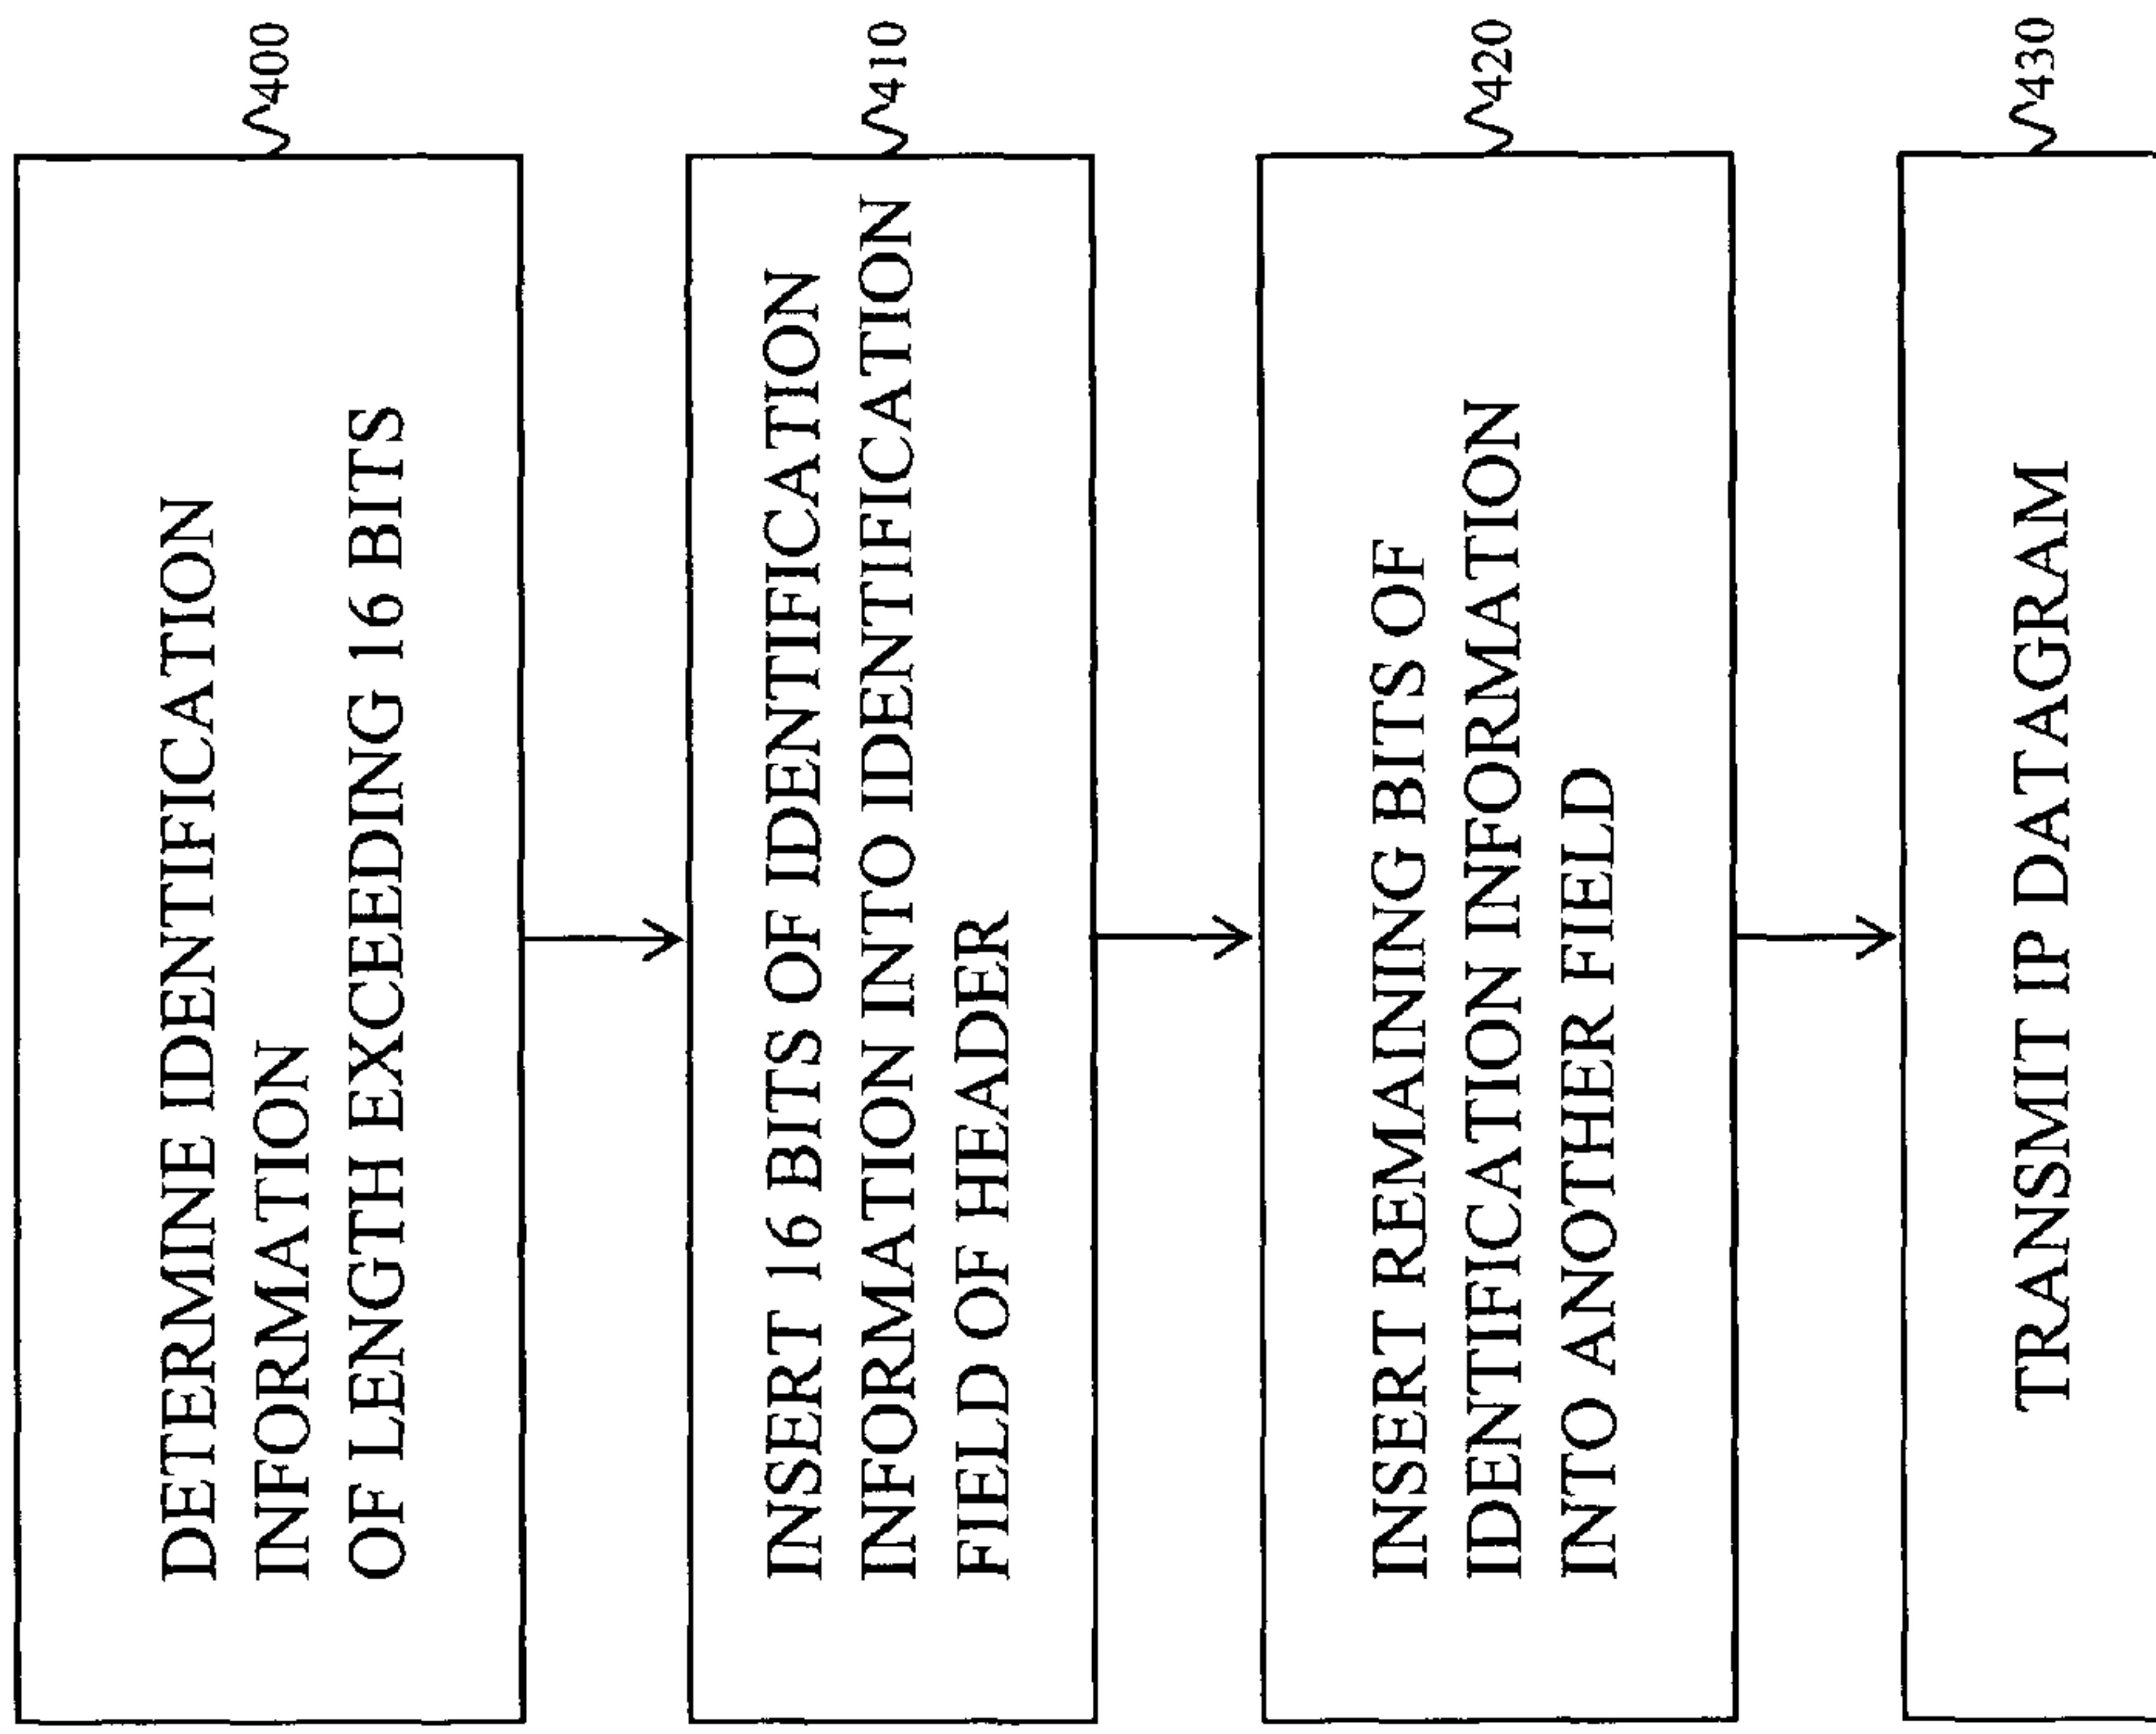 DETERMINE IDENTIFICATION
INFORMATION
OF LENGTH EXCEEDING 16 BITS
400
INSERT 16 BITS OF IDENTIFICATION
INFORMATION INTO IDENTIFICATION
FIELD OF HEADER
410
INSERT REMAINING BITS OF
IDENTIFICATION INFORMATION
INTO ANOTHER FIELD
420
TRANSMIT IP DATAGRAM
430